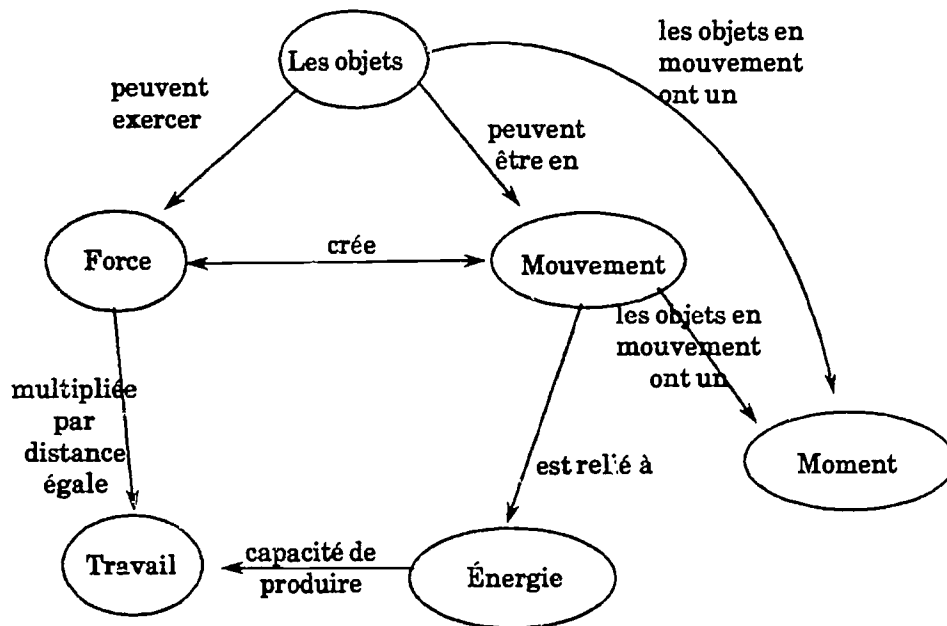 Les objets
les objets en
mouvement
ont un
peuvent
exercer
peuvent
être en
Force
crée
Mouvement
les objets en
mouvement
ont un
multipliée
par
distance
égale
est relié à
Moment
Travail
capacité de
produire
Énergie